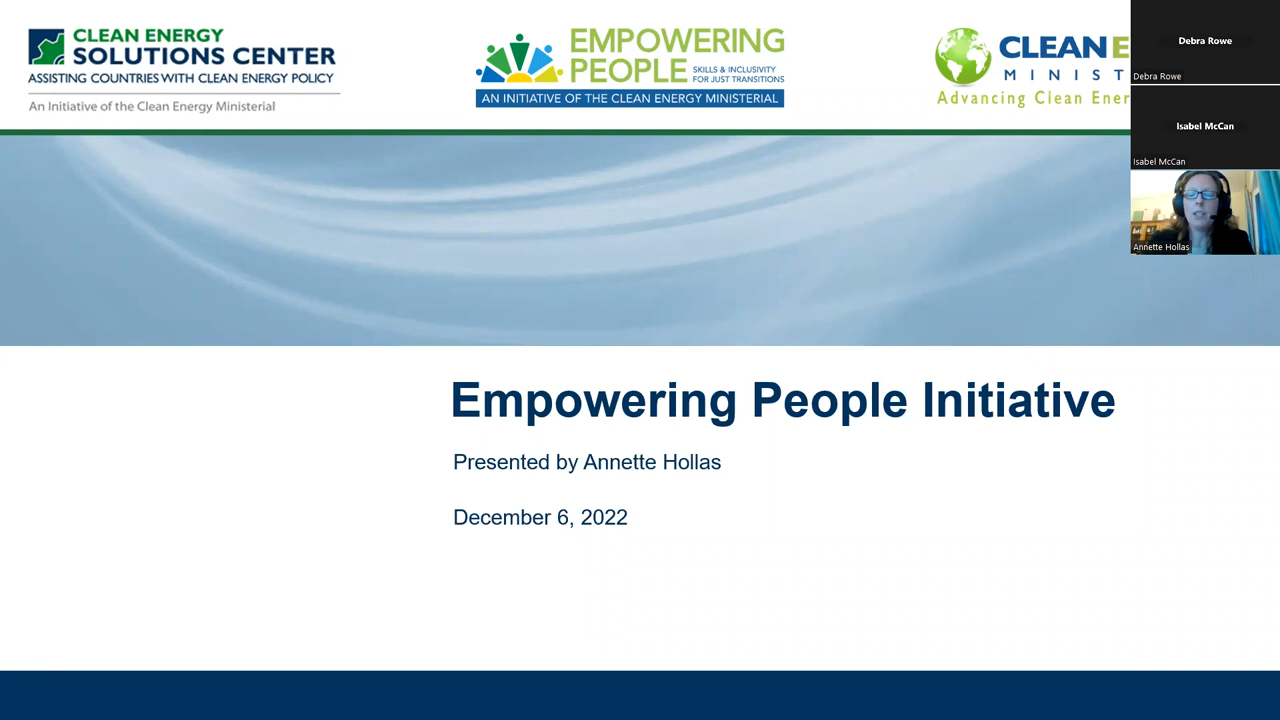 CLEAN ENERGY
SOLUTIONS CENTER
ASSISTING COUNTRIES WITH CLEAN ENERGY POLICY
An Initiative of the Clean Energy Ministerial
EMPOWERING
PEOPLE SKILLS & INCLUSIVITY
FOR JUST TRANSITIONS
AN INITIATIVE OF THE CLEAN ENERGY MINISTERIAL
CLEAN E
MINIST
Advancing Clean Ener
Debra Rowe
Debra Rowe
Isabel McCan
Isabel McCan
Annette Hollas
Empowering People Initiative
Presented by Annette Hollas
December 6, 2022